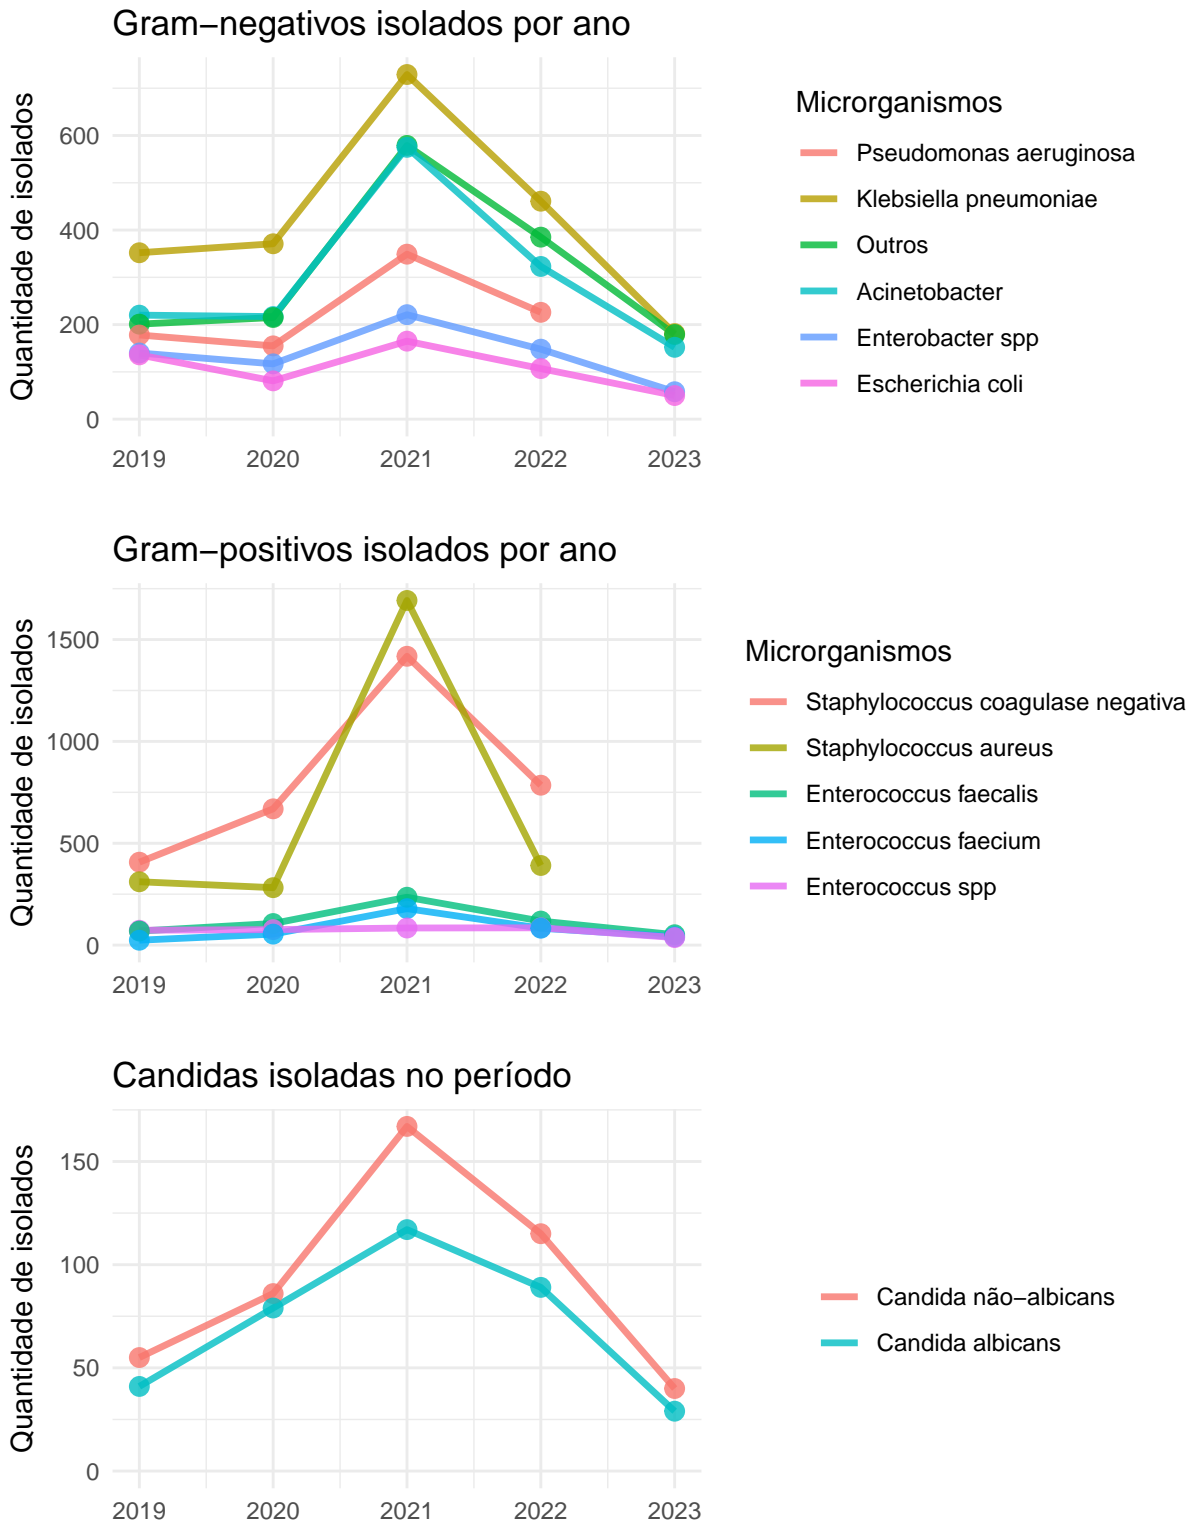 Gram−negativos isolados por ano
Quantidade de isolados
600
400
200
0
2019 2020 2021 2022 2023
Microrganismos
Pseudomonas aeruginosa
Klebsiella pneumoniae
Outros
Acinetobacter
Enterobacter spp
Escherichia coli
Gram−positivos isolados por ano
Quantidade de isolados
1500
1000
500
0
2019 2020 2021 2022 2023
Microrganismos
Staphylococcus coagulase negativa
Staphylococcus aureus
Enterococcus faecalis
Enterococcus faecium
Enterococcus spp
Candidas isoladas no período
Quantidade de isolados
150
100
50
0
2019 2020 2021 2022 2023
Candida não−albicans
Candida albicans